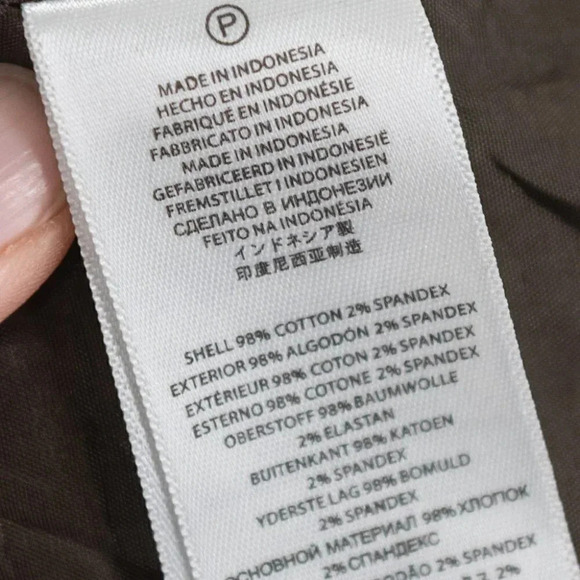 P
MADE IN INDONESIA
HECHO EN INDONESIA
FABRIQUÉ EN INDONÉSIE
FABBRICATO IN INDONESIA
MADE IN INDONESIA
GEFABRICEERD IN INDONESIË
FREMSTILLET I INDONESIEN
СДЕЛАНО В ИНДОНЕЗИИ
FEITO NA INDONÉSIA
インドネシア製
印度尼西亚制造
SHELL 98% COTTON 2% SPANDEX
EXTERIOR 98% ALGODÓN 2% SPANDEX
EXTÉRIEUR 98% COTON 2% SPANDEX
ESTERNO 98% COTONE 2% SPANDEX
OBERSTOFF 98% BAUMWOLLE
2% ELASTAN
BUITENKANT 98% KATOEN
2% SPANDEX
YDERSTE LAG 98% BOMULD
2% SPANDEX
ОСНОВНОЙ МАТЕРИАЛ 98% ХЛОПОК
2% СПАНДЕКС
2% SPANDEX
2%